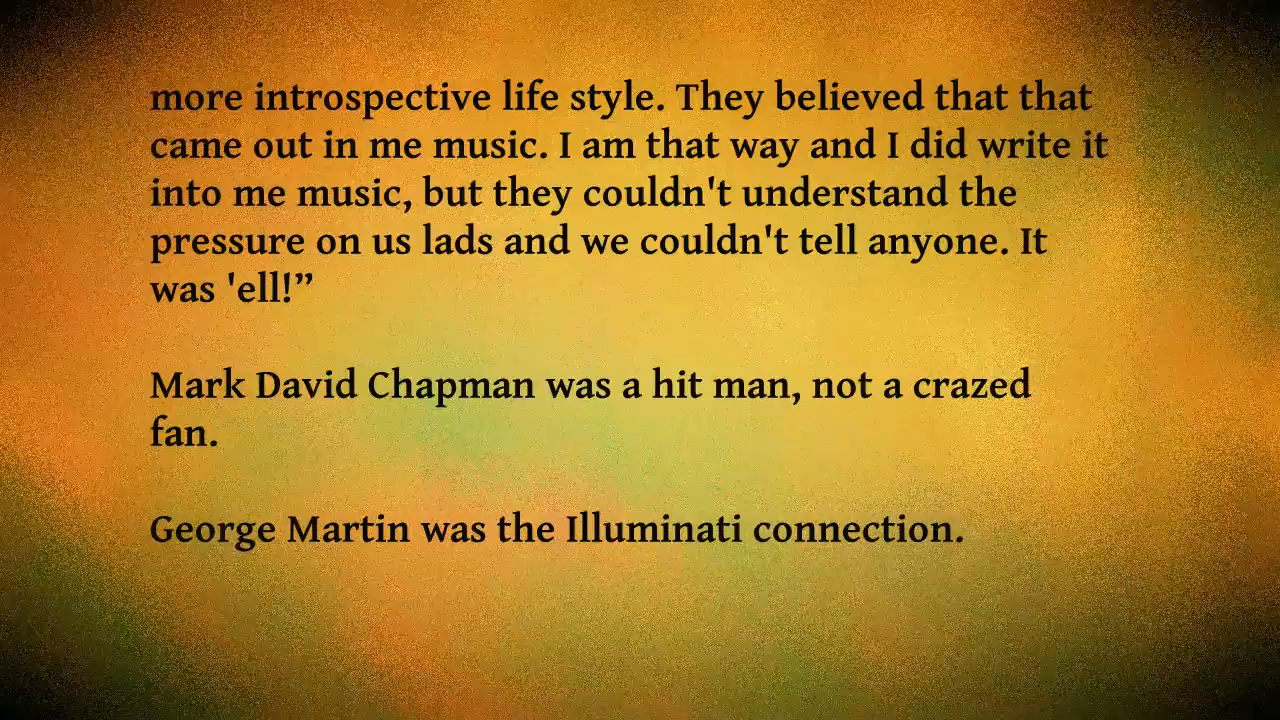 more introspective life style. They believed that that
came out in me music. I am that way and I did write it
into me music, but they couldn't understand the
pressure on us lads and we couldn't tell anyone. It
was 'ell!”
Mark David Chapman was a hit man, not a crazed
fan.
George Martin was the Illuminati connection.